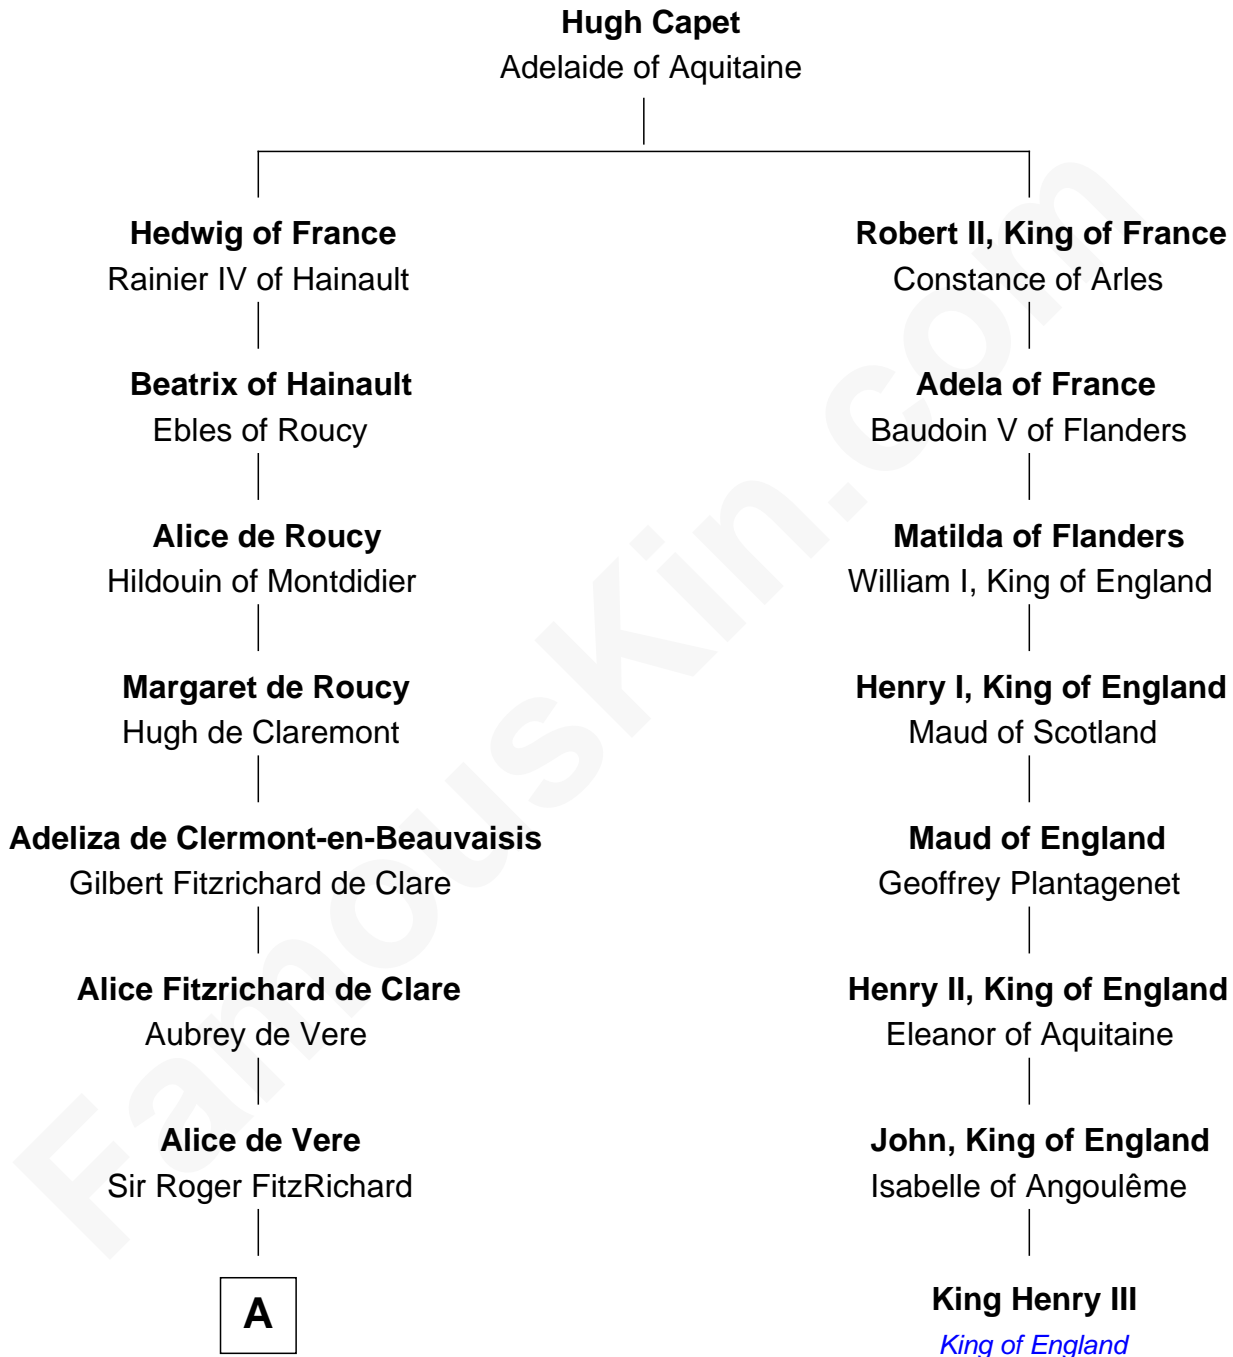 Hugh Capet
Adelaide of Aquitaine
Hedwig of France
Rainier IV of Hainault
Robert II, King of France
Constance of Arles
Beatrix of Hainault
Ebles of Roucy
Adela of France
Baudoin V of Flanders
Alice de Roucy
Hildouin of Montdidier
Matilda of Flanders
William I, King of England
Margaret de Roucy
Hugh de Claremont
Henry I, King of England
Maud of Scotland
Adeliza de Clermont-en-Beauvaisis
Gilbert Fitzrichard de Clare
Maud of England
Geoffrey Plantagenet
Alice Fitzrichard de Clare
Aubrey de Vere
Henry II, King of England
Eleanor of Aquitaine
Alice de Vere
Sir Roger FitzRichard
John, King of England
Isabelle of Angoulême
A
King Henry III
King of England
FamousKin.com